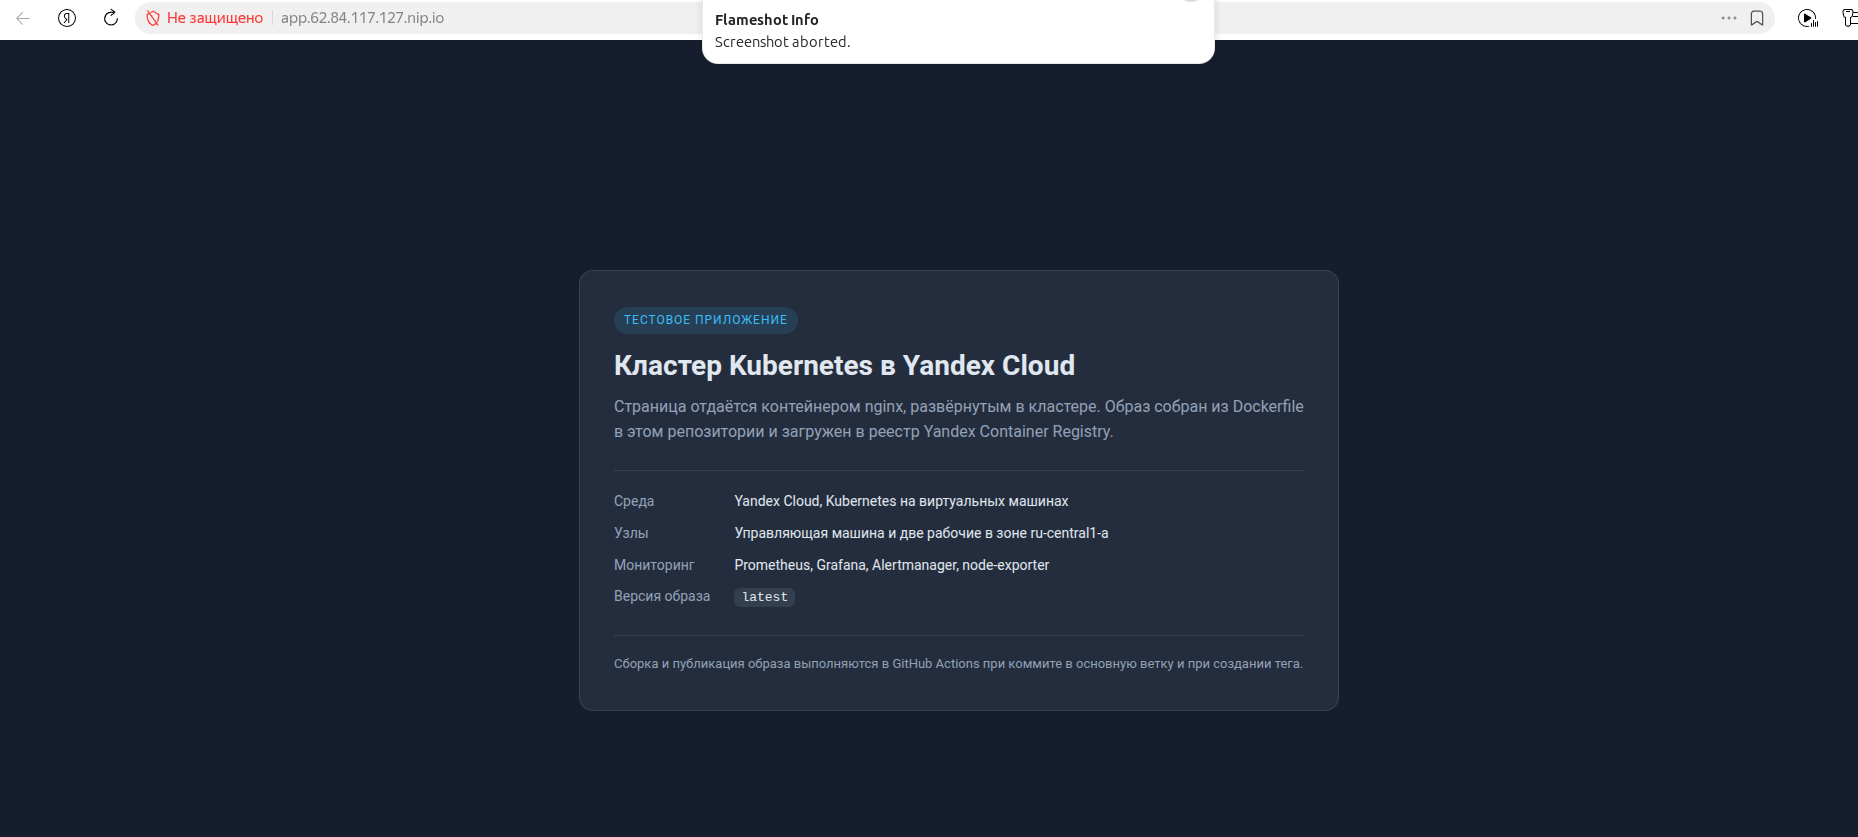 Не защищено app.62.84.117.127.nip.io
Flameshot Info
Screenshot aborted.
ТЕСТОВОЕ ПРИЛОЖЕНИЕ
Кластер Kubernetes в Yandex Cloud
Страница отдаётся контейнером nginx, развёрнутым в кластере. Образ собран из Dockerfile
в этом репозитории и загружен в реестр Yandex Container Registry.
Среда Yandex Cloud, Kubernetes на виртуальных машинах
Узлы Управляющая машина и две рабочие в зоне ru-central1-a
Мониторинг Prometheus, Grafana, Alertmanager, node-exporter
Версия образа latest
Сборка и публикация образа выполняются в GitHub Actions при коммите в основную ветку и при создании тега.